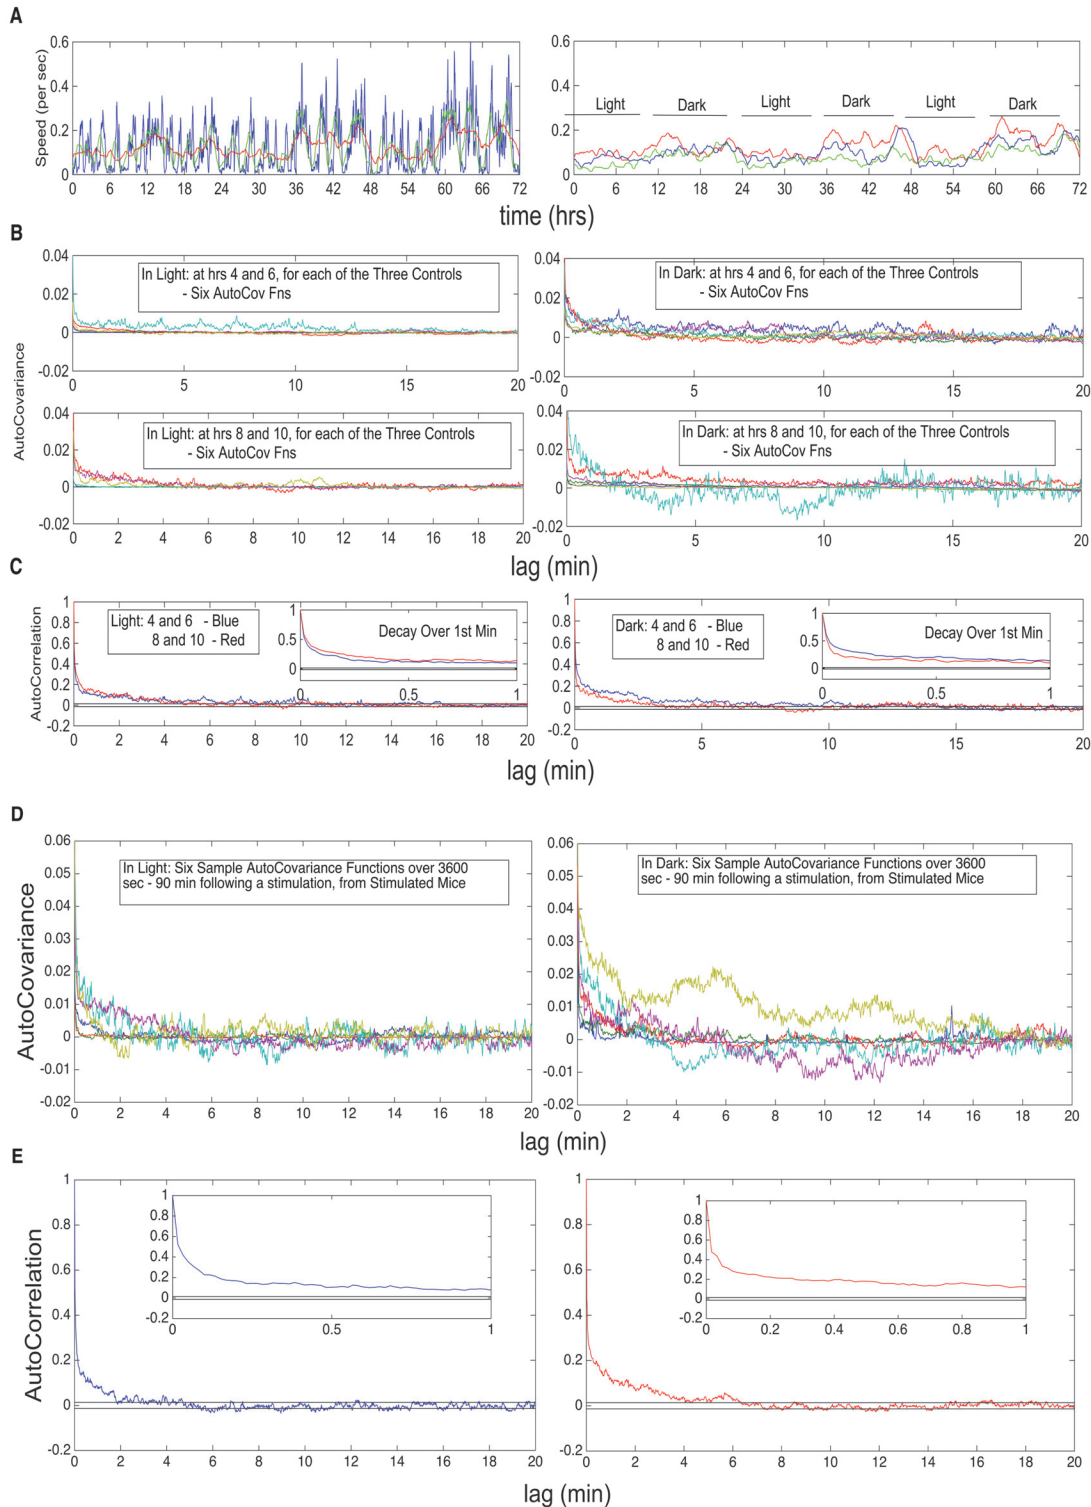 A
0.6
0.4
0.2
0
Speed (per sec)
0 6 12 18 24 30 36 42 48 54 60 66 72
0.6
0.4
0.2
0
Light Dark Light Dark Light Dark
0 6 12 18 24 30 36 42 48 54 60 66 72
time (hrs)
B
AutoCovariance
0.04
0.02
0
-0.02
In Light: at hrs 4 and 6, for each of the Three Controls
- Six AutoCov Fns
0 5 10 15 20
0.04
0.02
0
-0.02
In Dark: at hrs 4 and 6, for each of the Three Controls
- Six AutoCov Fns
0 5 10 15 20
0.04
0.02
0
-0.02
In Light: at hrs 8 and 10, for each of the Three Controls
- Six AutoCov Fns
0 2 4 6 8 10 12 14 16 18 20
0.04
0.02
0
-0.02
In Dark: at hrs 8 and 10, for each of the Three Controls
- Six AutoCov Fns
0 5 10 15 20
lag (min)
C
AutoCorrelation
1
0.8
0.6
0.4
0.2
0
-0.2
Light: 4 and 6 - Blue
8 and 10 - Red
1
0.5
0
Decay Over 1st Min
0 0.5 1
0 2 4 6 8 10 12 14 16 18 20
1
0.8
0.6
0.4
0.2
0
-0.2
Dark: 4 and 6 - Blue
8 and 10 - Red
1
0.5
0
Decay Over 1st Min
0 0.5 1
0 5 10 15 20
lag (min)
D
AutoCovariance
0.06
0.05
0.04
0.03
0.02
0.01
0
-0.01
-0.02
In Light: Six Sample AutoCovariance Functions over 3600
sec - 90 min following a stimulation, from Stimulated Mice
0 2 4 6 8 10 12 14 16 18 20
0.06
0.05
0.04
0.03
0.02
0.01
0
-0.01
-0.02
In Dark: Six Sample AutoCovariance Functions over 3600
sec - 90 min following a stimulation, from Stimulated Mice
0 2 4 6 8 10 12 14 16 18 20
lag (min)
E
AutoCorrelation
1
0.8
0.6
0.4
0.2
0
-0.2
1
0.8
0.6
0.4
0.2
0
-0.2
0 0.5 1
0 2 4 6 8 10 12 14 16 18 20
1
0.8
0.6
0.4
0.2
0
-0.2
1
0.8
0.6
0.4
0.2
0
-0.2
0 0.2 0.4 0.6 0.8 1
0 2 4 6 8 10 12 14 16 18 20
lag (min)